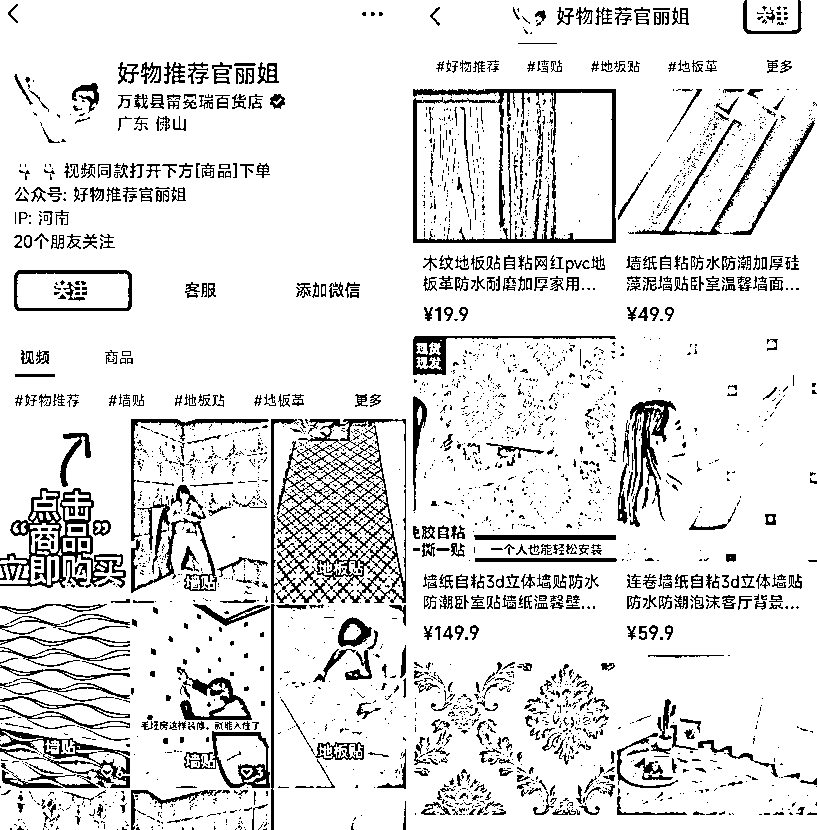 好物推荐官丽姐
万载县甯冕瑞百货店
广东 佛山
视频同款打开下方[商品]下单
公众号: 好物推荐官丽姐
IP: 河南
20个朋友关注
关注
客服
添加微信
视频
商品
#好物推荐
#墙贴
#地板贴
#地板革
更多
点击
“商品”
立即购买
墙贴
地板贴
墙贴
毛坯房这样装修，就能入住了
墙贴
3
地板贴
好物推荐官丽姐
关注
#好物推荐
#墙贴
#地板贴
#地板革
更多
木纹地板贴自粘网红pvc地
板革防水耐磨加厚家用...
¥19.9
墙纸自粘防水防潮加厚硅
藻泥墙贴卧室温馨墙面...
¥49.9
现货
现发
免胶自粘
一撕一贴
一个人也能轻松安装
墙纸自粘3d立体墙贴防水
防潮卧室贴墙纸温馨壁...
¥149.9
连卷墙纸自粘3d立体墙贴
防水防潮泡沫客厅背景...
¥59.9